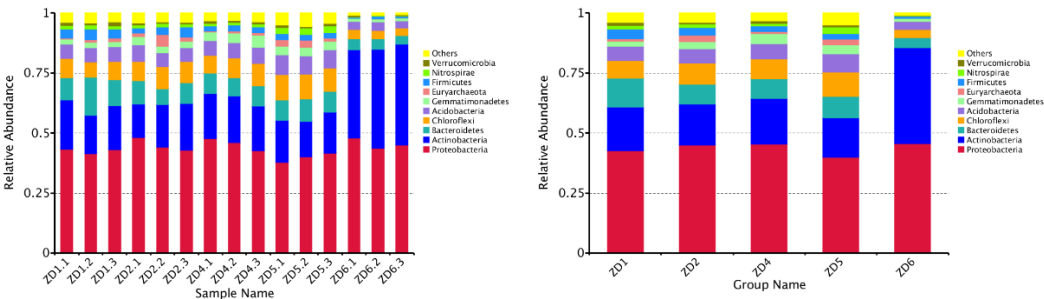 Relative Abundance
1
0.75
0.5
0.25
0
ZD1.1
ZD1.2
ZD1.3
ZD2.1
ZD2.2
ZD2.3
ZD4.1
ZD4.2
ZD4.3
ZD5.1
ZD5.2
ZD5.3
ZD6.1
ZD6.2
ZD6.3
Sample Name
Others
Verrucomicrobia
Nitrospirae
Firmicutes
Euryarchaeota
Gemmatimonadetes
Acidobacteria
Chloroflexi
Bacteroidetes
Actinobacteria
Proteobacteria
Relative Abundance
1
0.75
0.5
0.25
0
ZD1
ZD2
ZD4
ZD5
ZD6
Group Name
Others
Verrucomicrobia
Nitrospirae
Firmicutes
Euryarchaeota
Gemmatimonadetes
Acidobacteria
Chloroflexi
Bacteroidetes
Actinobacteria
Proteobacteria